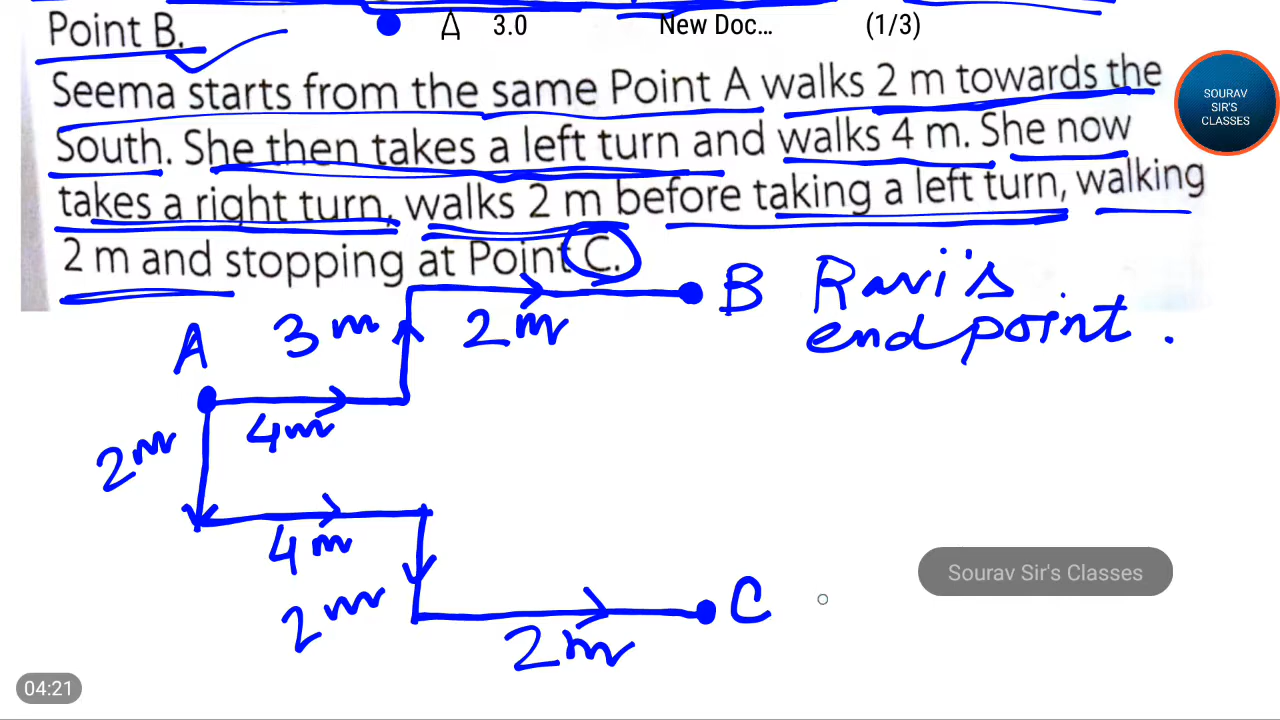 Point B.
A 3.0 New Doc... (1/3)
Seema starts from the same Point A walks 2 m towards the
South. She then takes a left turn and walks 4 m. She now
takes a right turn, walks 2 m before taking a left turn, walking
2 m and stopping at Point C.
SOURAV
SIR'S
CLASSES
B Ravi's
end point.
A 3m 2m
4m
2m
4m
Sourav Sir's Classes
2m
C
2m
04:21